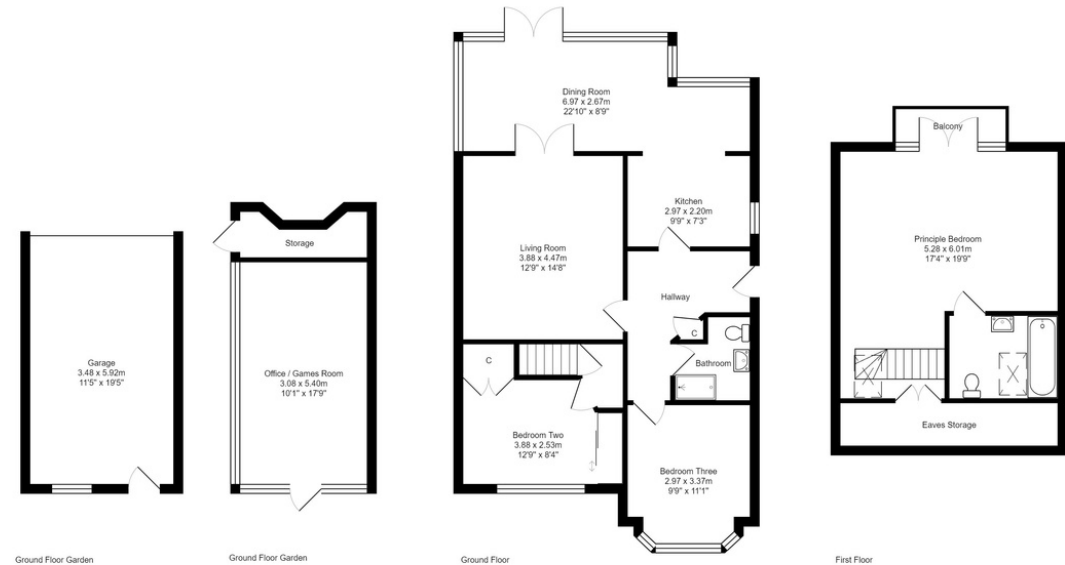 Garage
3.48 x 5.92m
11'5" x 19'5"
Ground Floor Garden
Storage
Office / Games Room
3.08 x 5.40m
10'1" x 17'9"
Ground Floor Garden
Dining Room
6.97 x 2.67m
22'10" x 8'9"
Kitchen
2.97 x 2.20m
9'9" x 7'3"
Living Room
3.88 x 4.47m
12'9" x 14'8"
Hallway
C
Bathroom
C
Bedroom Two
3.88 x 2.53m
12'9" x 8'4"
Bedroom Three
2.97 x 3.37m
9'9" x 11'1"
Ground Floor
Balcony
Principle Bedroom
5.28 x 6.01m
17'4" x 19'9"
Eaves Storage
First Floor